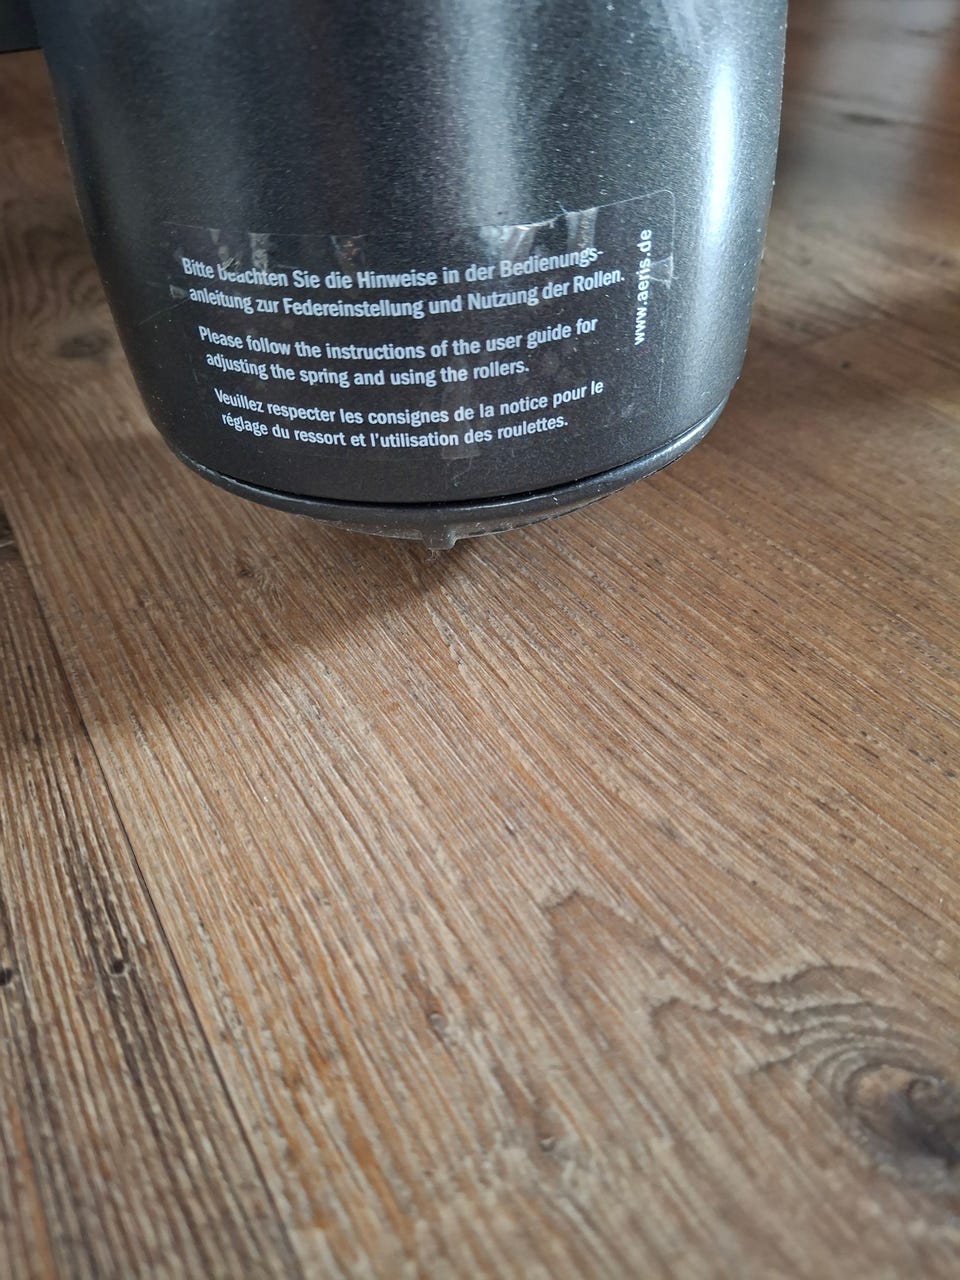 Bitte beachten Sie die Hinweise in der Bedienungs-
anleitung zur Federeinstellung und Nutzung der Rollen.
Please follow the instructions of the user guide for
adjusting the spring and using the rollers.
Veuillez respecter les consignes de la notice pour le
réglage du ressort et l'utilisation des roulettes.
www.aeris.de